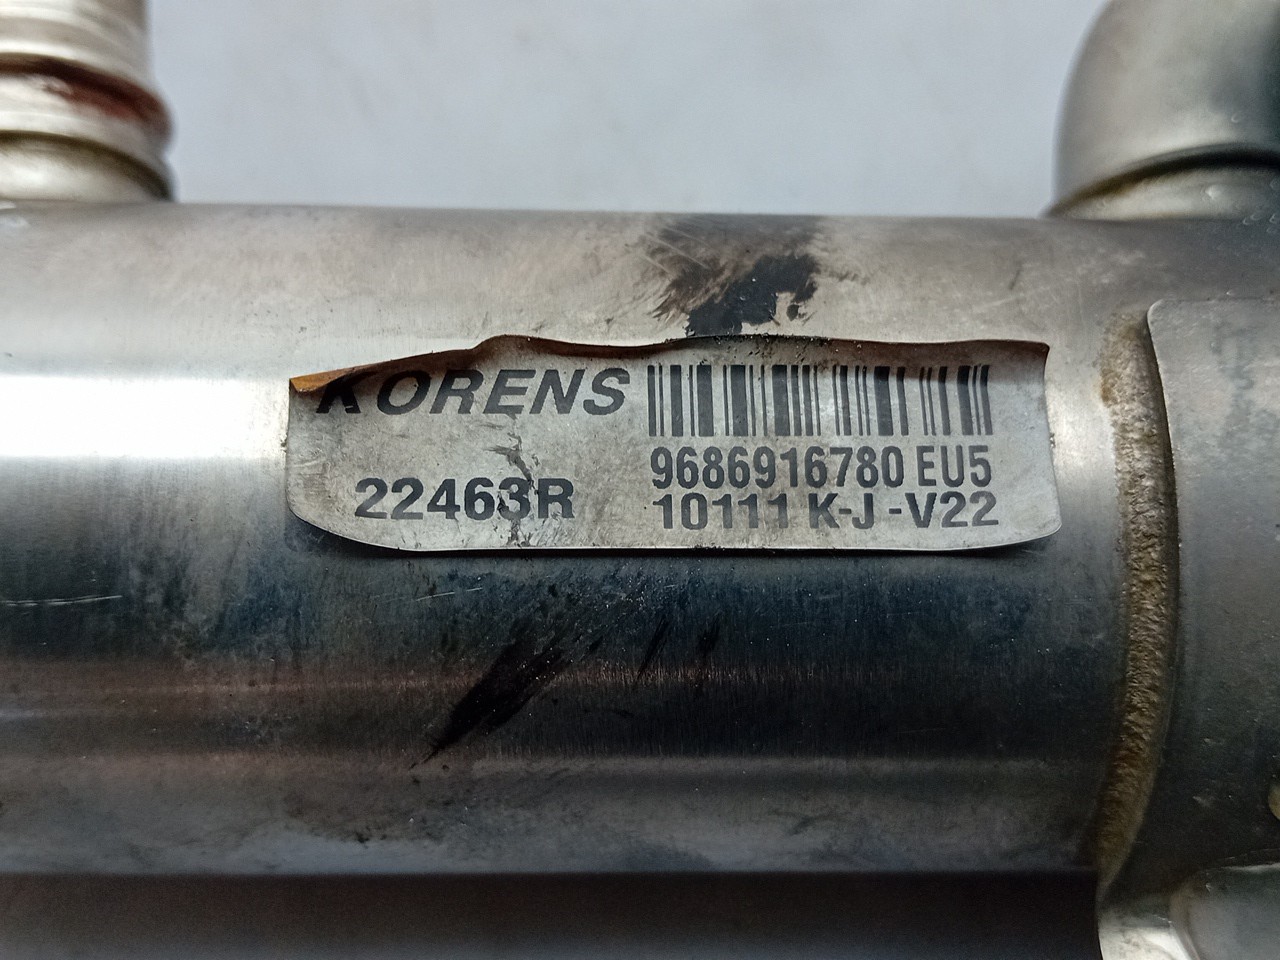 KORENS
9686916780 EU5
22463R
10111 K-J-V22